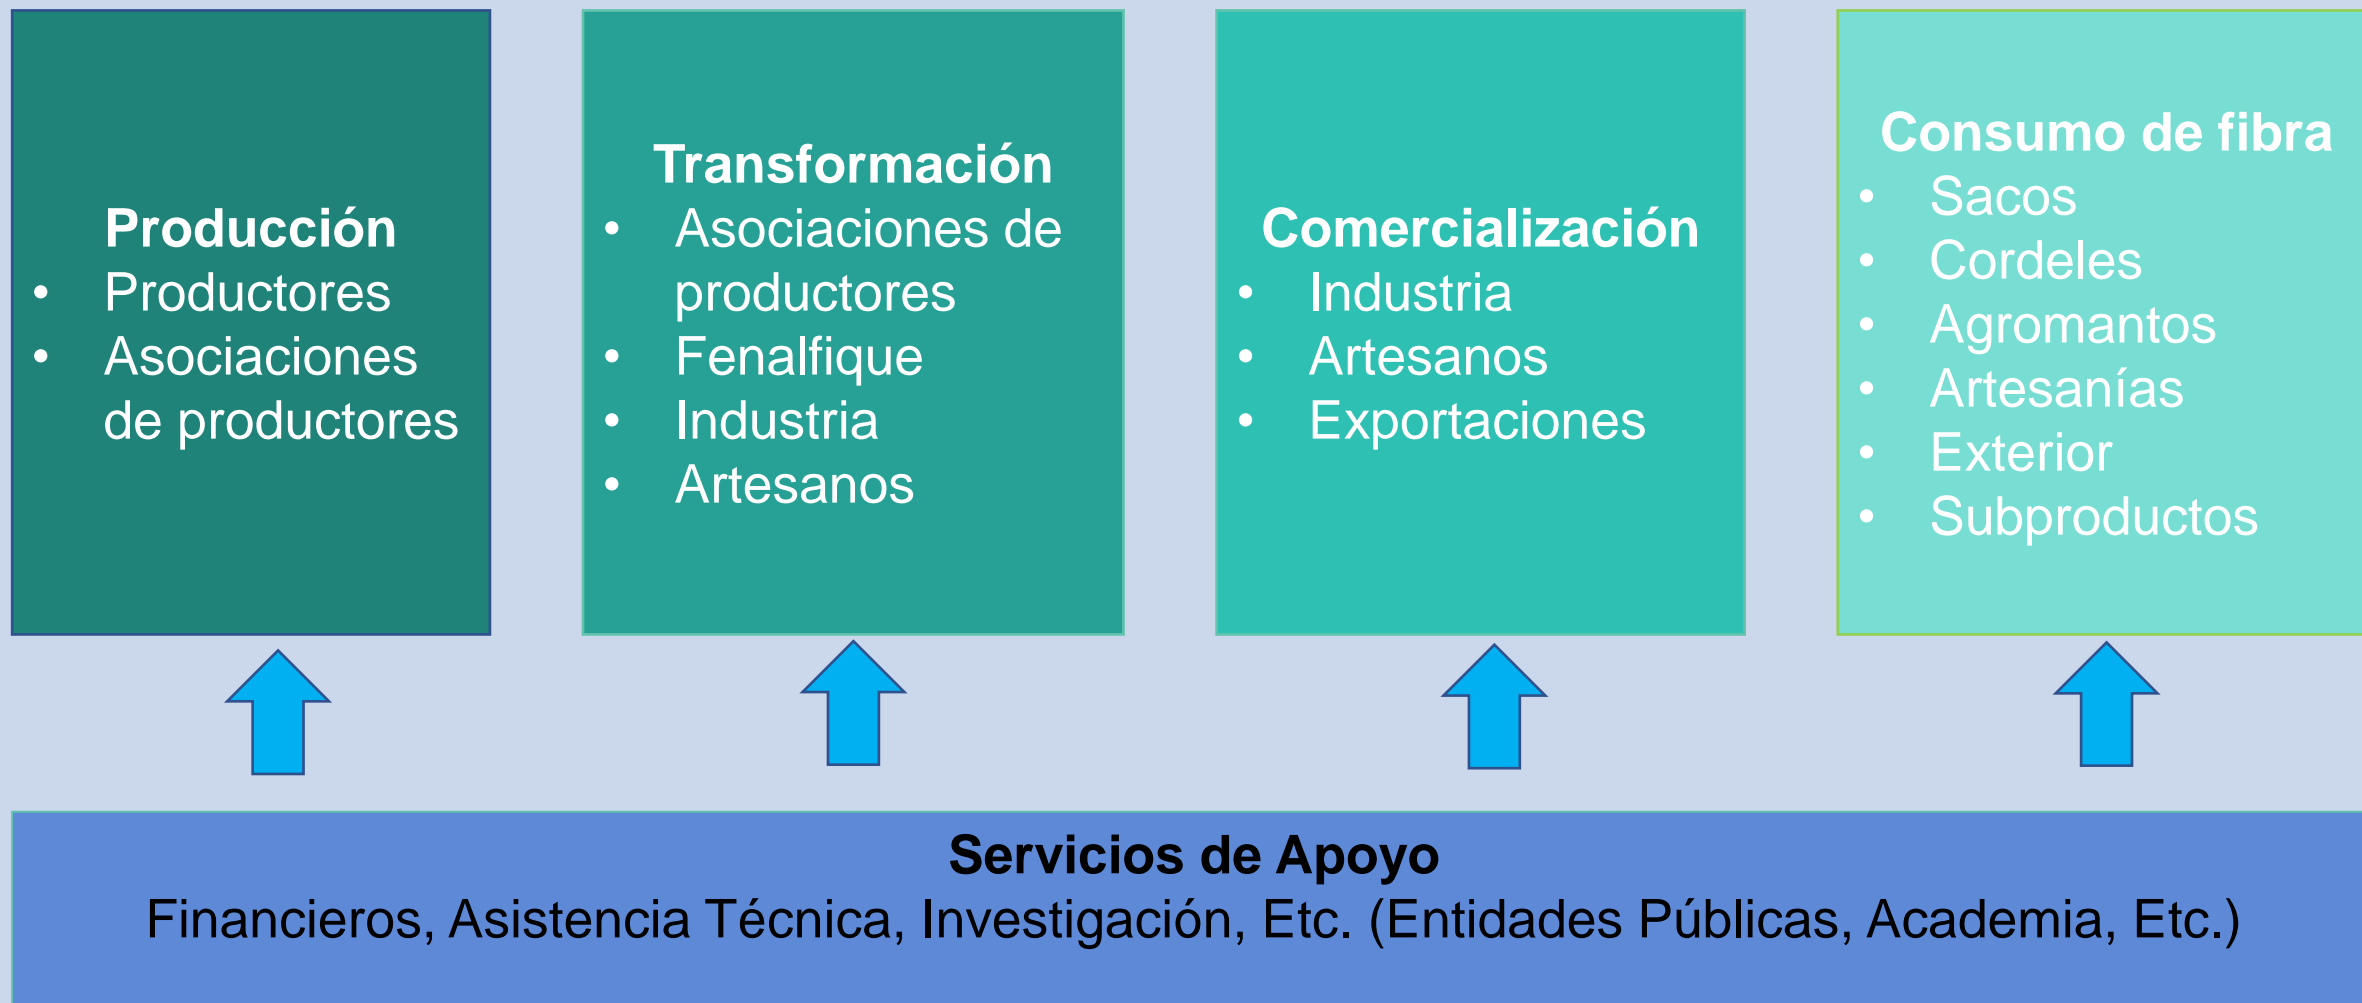 Producción
• Productores
• Asociaciones
de productores
Transformación
• Asociaciones de
productores
• Fenalfique
• Industria
• Artesanos
Comercialización
• Industria
• Artesanos
• Exportaciones
Consumo de fibra
• Sacos
• Cordeles
• Agromantos
• Artesanías
• Exterior
• Subproductos
Servicios de Apoyo
Financieros, Asistencia Técnica, Investigación, Etc. (Entidades Públicas, Academia, Etc.)